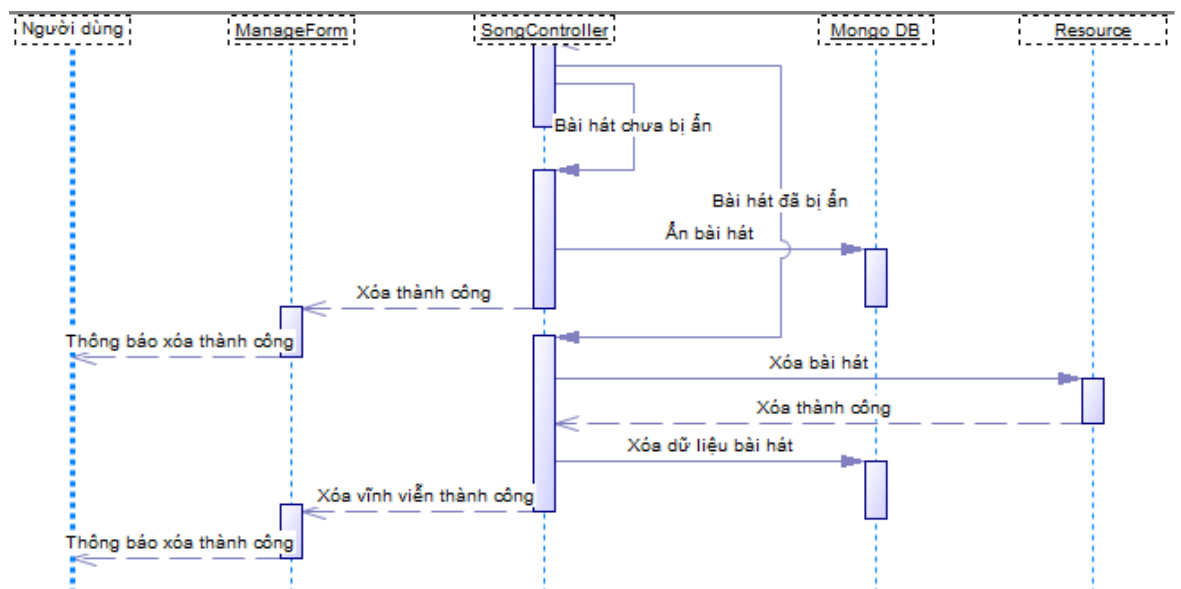 Người dùng
ManageForm
SongController
Mongo DB
Resource
Bài hát chưa bị ẩn
Bài hát đã bị ẩn
Ẩn bài hát
Xóa thành công
Thông báo xóa thành công
Xóa bài hát
Xóa thành công
Xóa dữ liệu bài hát
Xóa vĩnh viễn thành công
Thông báo xóa thành công